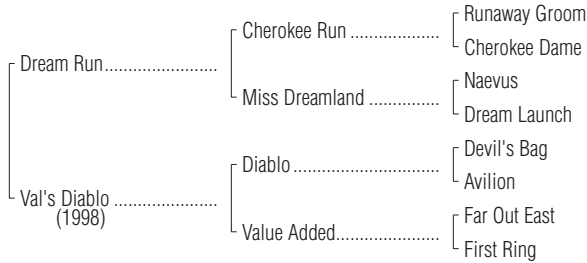 Runaway Groom
Cherokee Run ..................
Cherokee Dame
Dream Run.......................
Naevus
Miss Dreamland ..............
Dream Launch
Devil's Bag
Diablo .............................
Avilion
Val's Diablo .....................
(1998)
Far Out East
Value Added.....................
First Ring